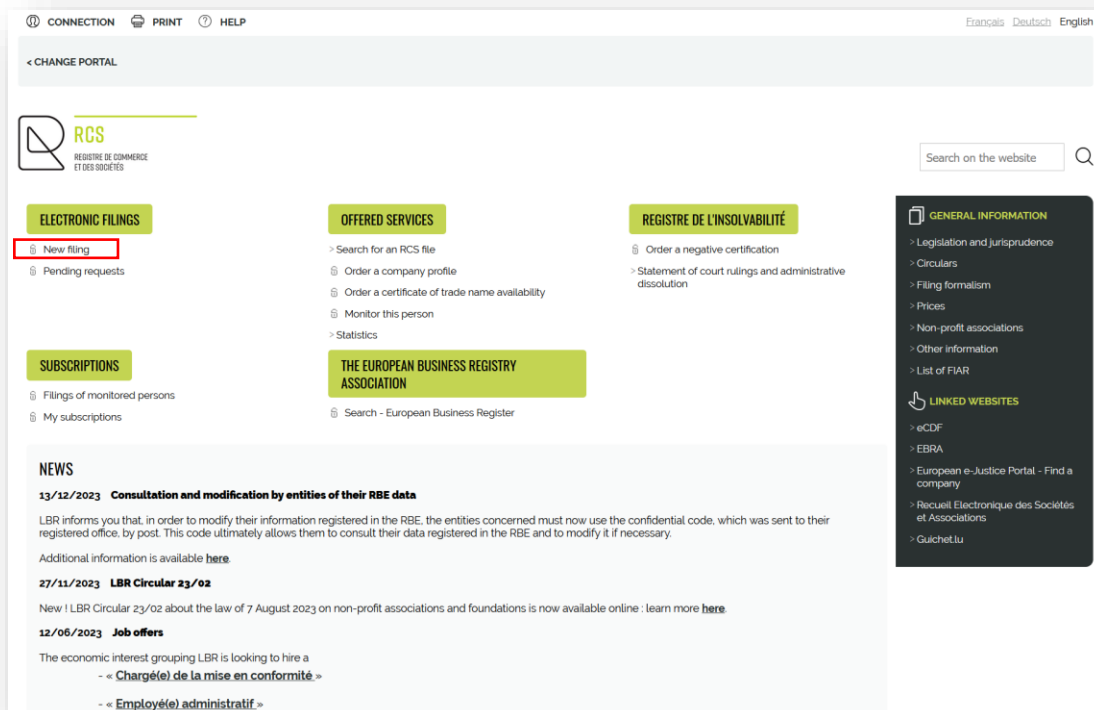 CONNECTION PRINT HELP
Français Deutsch English
< CHANGE PORTAL
RCS
REGISTRE DE COMMERCE
ET DES SOCIÉTÉS
Search on the website
ELECTRONIC FILINGS
New filing
Pending requests
OFFERED SERVICES
> Search for an RCS file
Order a company profile
Order a certificate of trade name availability
Monitor this person
> Statistics
REGISTRE DE L'INSOLVABILITÉ
Order a negative certification
> Statement of court rulings and administrative
dissolution
SUBSCRIPTIONS
Filings of monitored persons
My subscriptions
THE EUROPEAN BUSINESS REGISTRY
ASSOCIATION
Search - European Business Register
GENERAL INFORMATION
> Legislation and jurisprudence
> Circulars
> Filing formalism
> Prices
> Non-profit associations
> Other information
> List of FIAR
LINKED WEBSITES
> eCDF
> EBRA
> European e-Justice Portal - Find a
company
> Recueil Electronique des Sociétés
et Associations
> Guichet.lu
NEWS
13/12/2023 Consultation and modification by entities of their RBE data
LBR informs you that, in order to modify their information registered in the RBE, the entities concerned must now use the confidential code, which was sent to their
registered office, by post. This code ultimately allows them to consult their data registered in the RBE and to modify it if necessary.
Additional information is available here.
27/11/2023 LBR Circular 23/02
New ! LBR Circular 23/02 about the law of 7 August 2023 on non-profit associations and foundations is now available online : learn more here.
12/06/2023 Job offers
The economic interest grouping LBR is looking to hire a
- « Chargé(e) de la mise en conformité »
- « Employé(e) administratif »